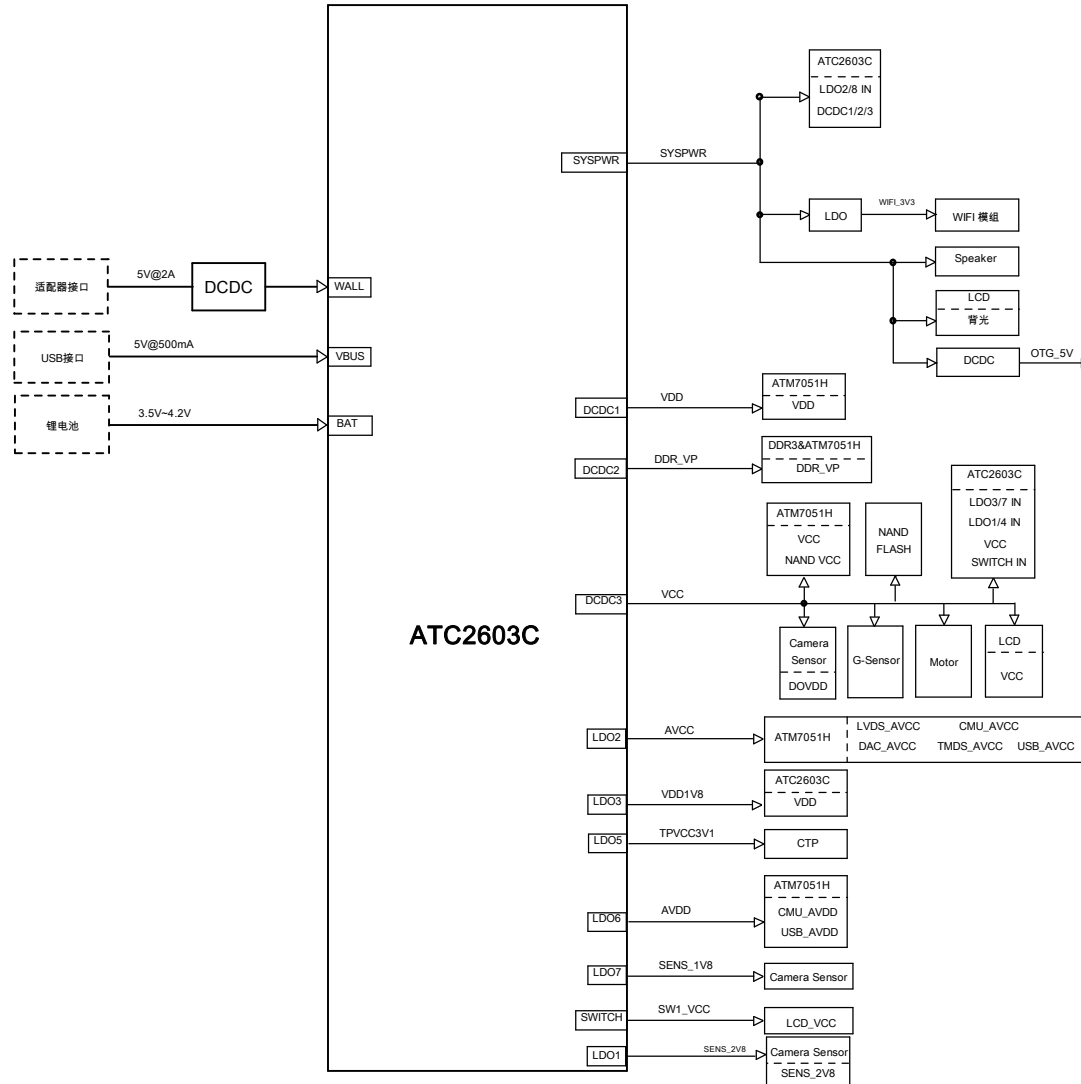 ATC2603C
LDO2/8 IN
DCDC1/2/3
SYSPWR
SYSPWR
LDO
WIFI_3V3
WIFI 模组
Speaker
LCD
背光
DCDC
OTG_5V
适配器接口
5V@2A
DCDC
WALL
USB接口
5V@500mA
VBUS
锂电池
3.5V~4.2V
BAT
DCDC1
VDD
ATM7051H
VDD
DCDC2
DDR_VP
DDR3&ATM7051H
DDR_VP
ATM7051H
VCC
NAND VCC
NAND
FLASH
ATC2603C
LDO3/7 IN
LDO1/4 IN
VCC
SWITCH IN
DCDC3
VCC
ATC2603C
Camera
Sensor
DOVDD
G-Sensor
Motor
LCD
VCC
LDO2
AVCC
ATM7051H
LVDS_AVCC CMU_AVCC
DAC_AVCC TMDS_AVCC USB_AVCC
LDO3
VDD1V8
ATC2603C
VDD
LDO5
TPVCC3V1
CTP
LDO6
AVDD
ATM7051H
CMU_AVDD
USB_AVDD
LDO7
SENS_1V8
Camera Sensor
SWITCH
SW1_VCC
LCD_VCC
LDO1
SENS_2V8
Camera Sensor
SENS_2V8